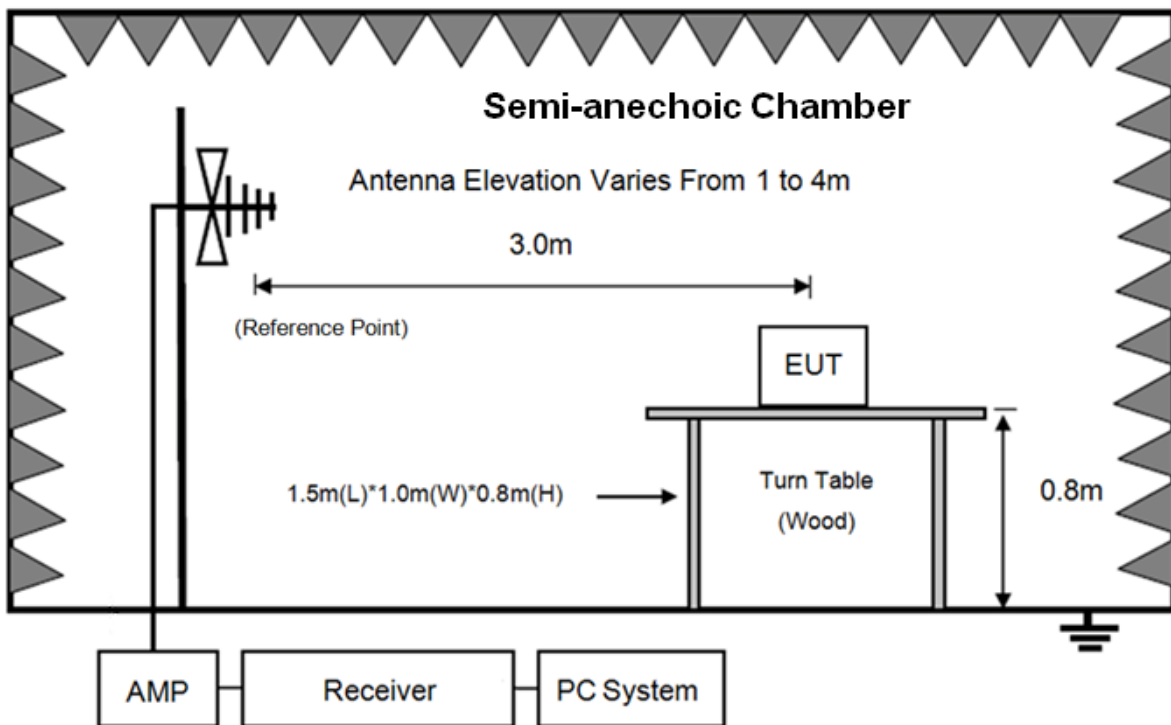 Semi-anechoic Chamber
Antenna Elevation Varies From 1 to 4m
3.0m
(Reference Point)
EUT
1.5m(L)*1.0m(W)*0.8m(H)
Turn Table
(Wood)
0.8m
AMP
Receiver
PC System